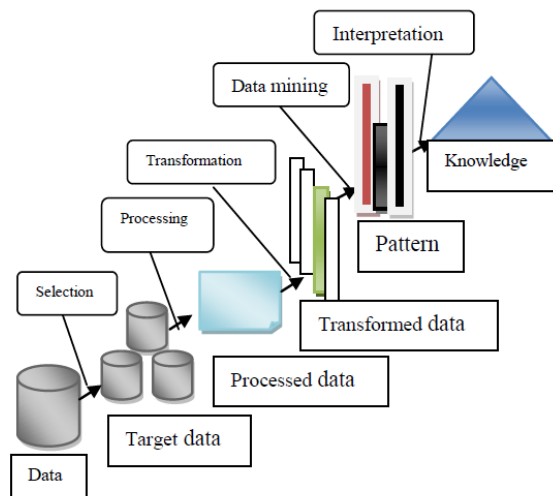 Interpretation
Data mining
Knowledge
Transformation
Processing
Pattern
Selection
Transformed data
Processed data
Target data
Data